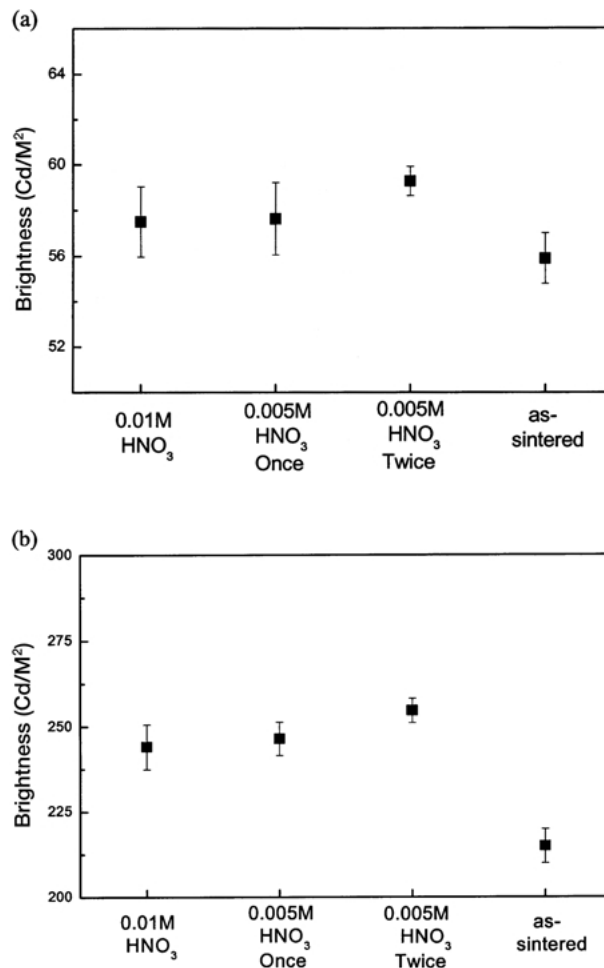 (a)
64
60
56
52
Brightness (Cd/M²)
0.01M
HNO₃
0.005M
HNO₃
Once
0.005M
HNO₃
Twice
as-
sintered
(b)
300
275
250
215
200
Brightness (Cd/M²)
0.01M
HNO₃
0.005M
HNO₃
Once
0.005M
HNO₃
Twice
as-
sintered